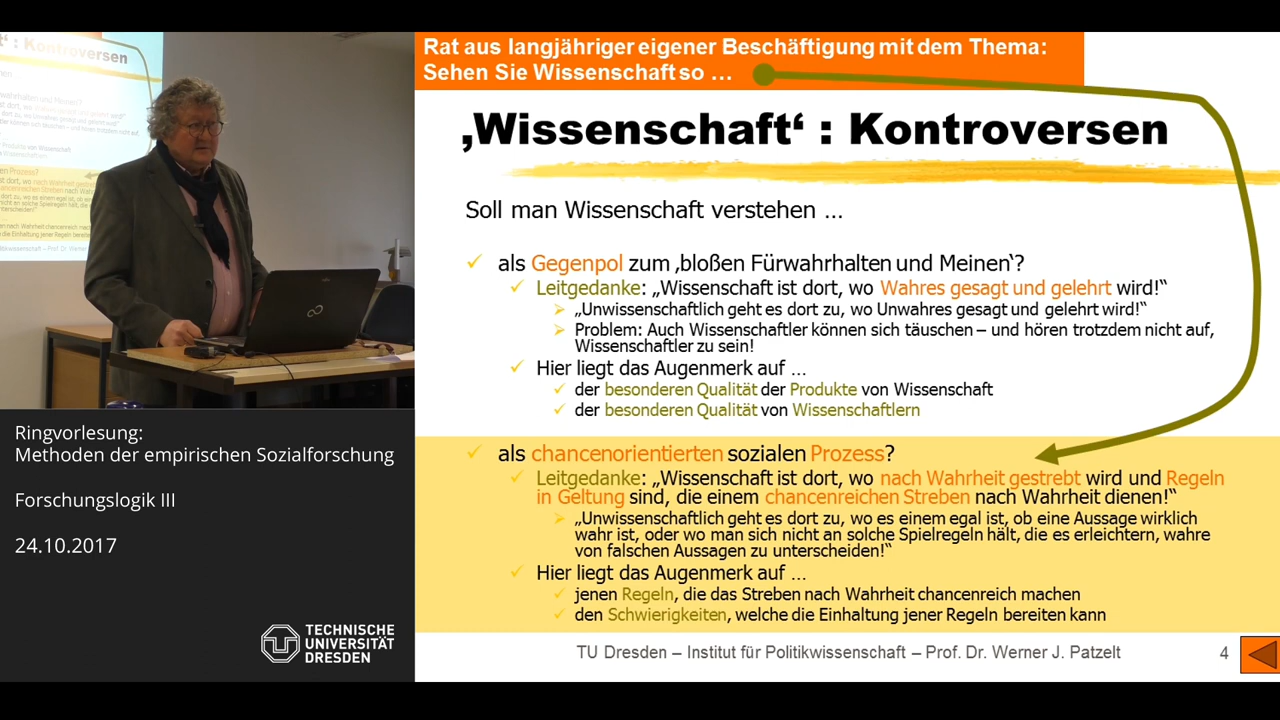 Rat aus langjähriger eigener Beschäftigung mit dem Thema:
Sehen Sie Wissenschaft so …
‚Wissenschaft‘ : Kontroversen
Soll man Wissenschaft verstehen …
als Gegenpol zum ‚bloßen Fürwahrhalten und Meinen‘?
Leitgedanke: „Wissenschaft ist dort, wo Wahres gesagt und gelehrt wird!“
„Unwissenschaftlich geht es dort zu, wo Unwahres gesagt und gelehrt wird!“
Problem: Auch Wissenschaftler können sich täuschen – und hören trotzdem nicht auf,
Wissenschaftler zu sein!
Hier liegt das Augenmerk auf …
der besonderen Qualität der Produkte von Wissenschaft
der besonderen Qualität von Wissenschaftlern
als chancenorientierten sozialen Prozess?
Leitgedanke: „Wissenschaft ist dort, wo nach Wahrheit gestrebt wird und Regeln
in Geltung sind, die einem chancenreichen Streben nach Wahrheit dienen!“
„Unwissenschaftlich geht es dort zu, wo es einem egal ist, ob eine Aussage wirklich
wahr ist, oder wo man sich nicht an solche Spielregeln hält, die es erleichtern, wahre
von falschen Aussagen zu unterscheiden!“
Hier liegt das Augenmerk auf …
jenen Regeln, die das Streben nach Wahrheit chancenreich machen
den Schwierigkeiten, welche die Einhaltung jener Regeln bereiten kann
TU Dresden – Institut für Politikwissenschaft – Prof. Dr. Werner J. Patzelt
4
Ringvorlesung:
Methoden der empirischen Sozialforschung
Forschungslogik III
24.10.2017
TECHNISCHE
UNIVERSITÄT
DRESDEN